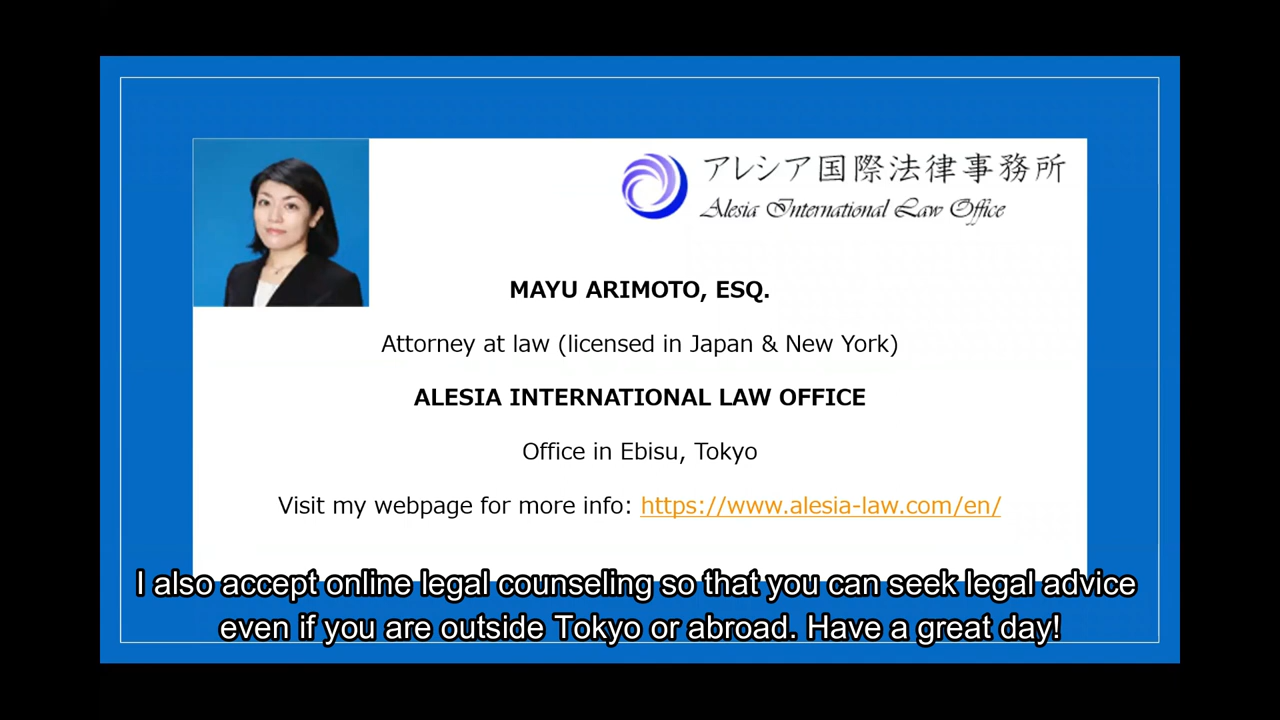 アレシア国際法律事務所
Alesia International Law Office
MAYU ARIMOTO, ESQ.
Attorney at law (licensed in Japan & New York)
ALESIA INTERNATIONAL LAW OFFICE
Office in Ebisu, Tokyo
Visit my webpage for more info: https://www.alesia-law.com/en/
I also accept online legal counseling so that you can seek legal advice
even if you are outside Tokyo or abroad. Have a great day!